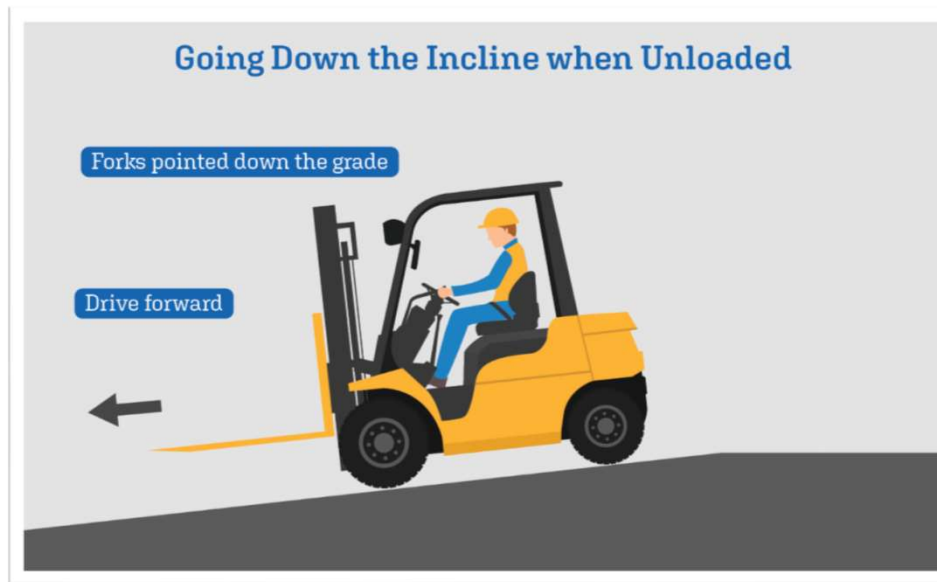 Going Down the Incline when Unloaded
Forks pointed down the grade
Drive forward